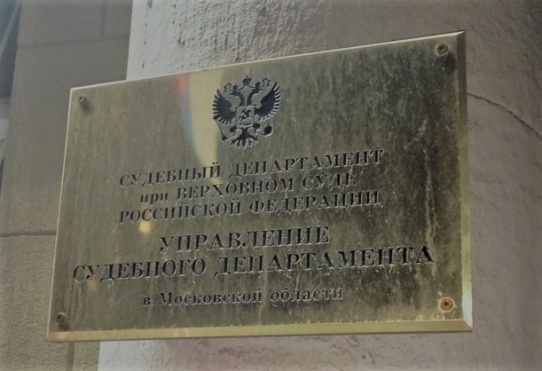 СУДЕБНЫЙ ДЕПАРТАМЕНТ
при ВЕРХОВНОМ СУДЕ
РОССИЙСКОЙ ФЕДЕРАЦИИ
УПРАВЛЕНИЕ
СУДЕБНОГО ДЕПАРТАМЕНТА
в Московской области